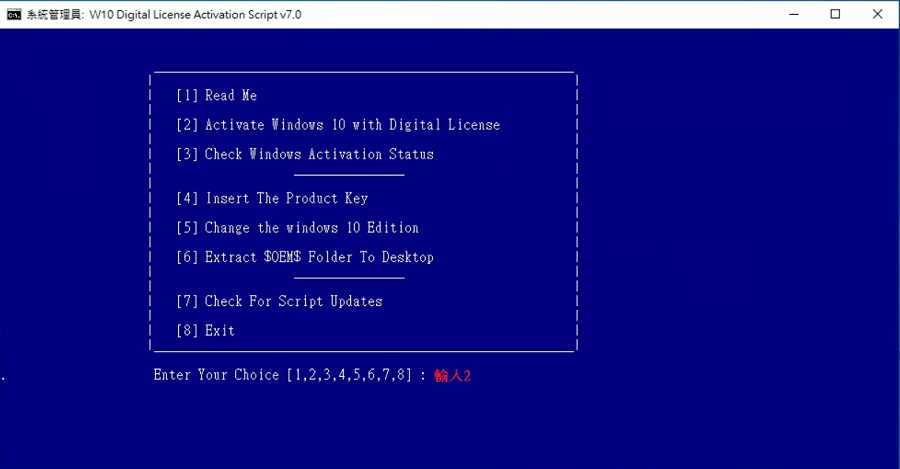 系統管理員: W10 Digital License Activation Script v7.0
[1] Read Me
[2] Activate Windows 10 with Digital License
[3] Check Windows Activation Status
[4] Insert The Product Key
[5] Change the windows 10 Edition
[6] Extract $OEM$ Folder To Desktop
[7] Check For Script Updates
[8] Exit
. Enter Your Choice [1,2,3,4,5,6,7,8] : 輸入2